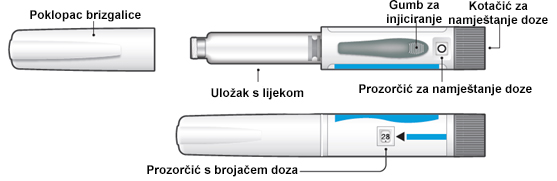 Poklopac brizgalice
Gumb za
injiciranje
Kotačić za
namještanje doze
Uložak s lijekom
Prozorčić za namještanje doze
28
Prozorčić s brojačem doza